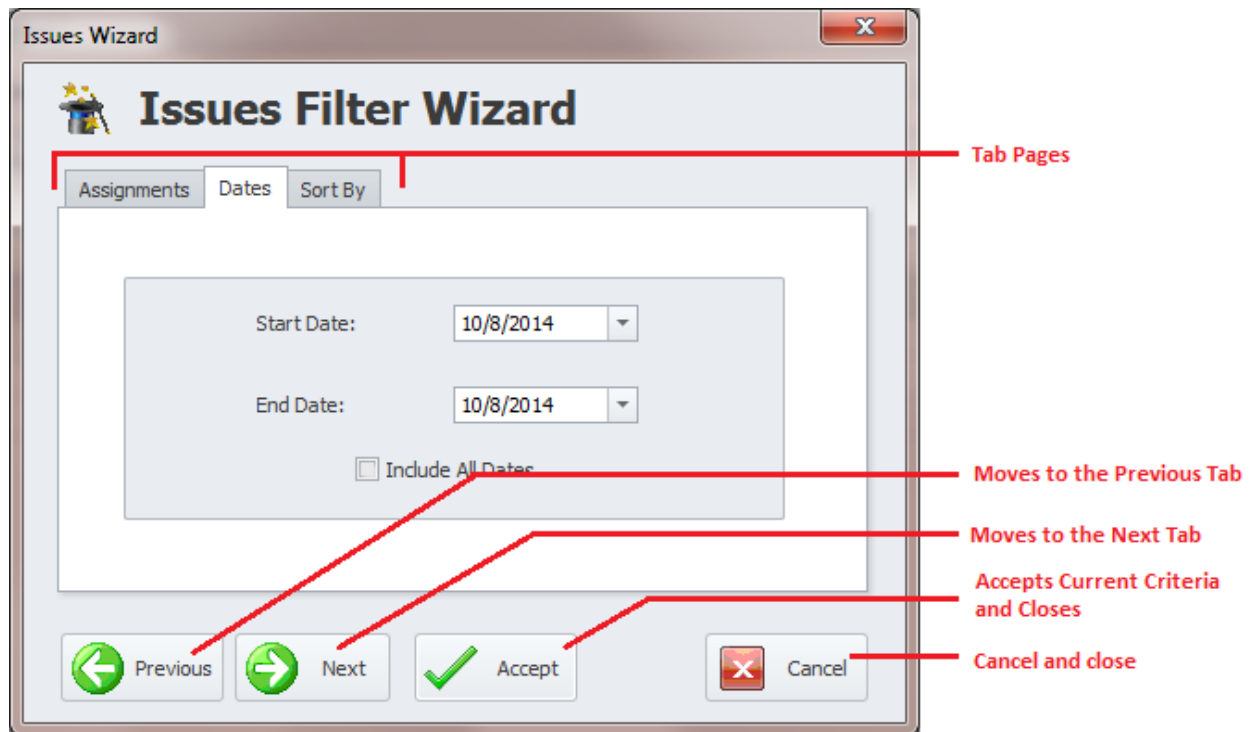 Issues Wizard
Issues Filter Wizard
Tab Pages
Assignments Dates Sort By
Start Date: 10/8/2014
End Date: 10/8/2014
Include All Dates
Moves to the Previous Tab
Moves to the Next Tab
Accepts Current Criteria
and Closes
Previous Next Accept Cancel
Cancel and close